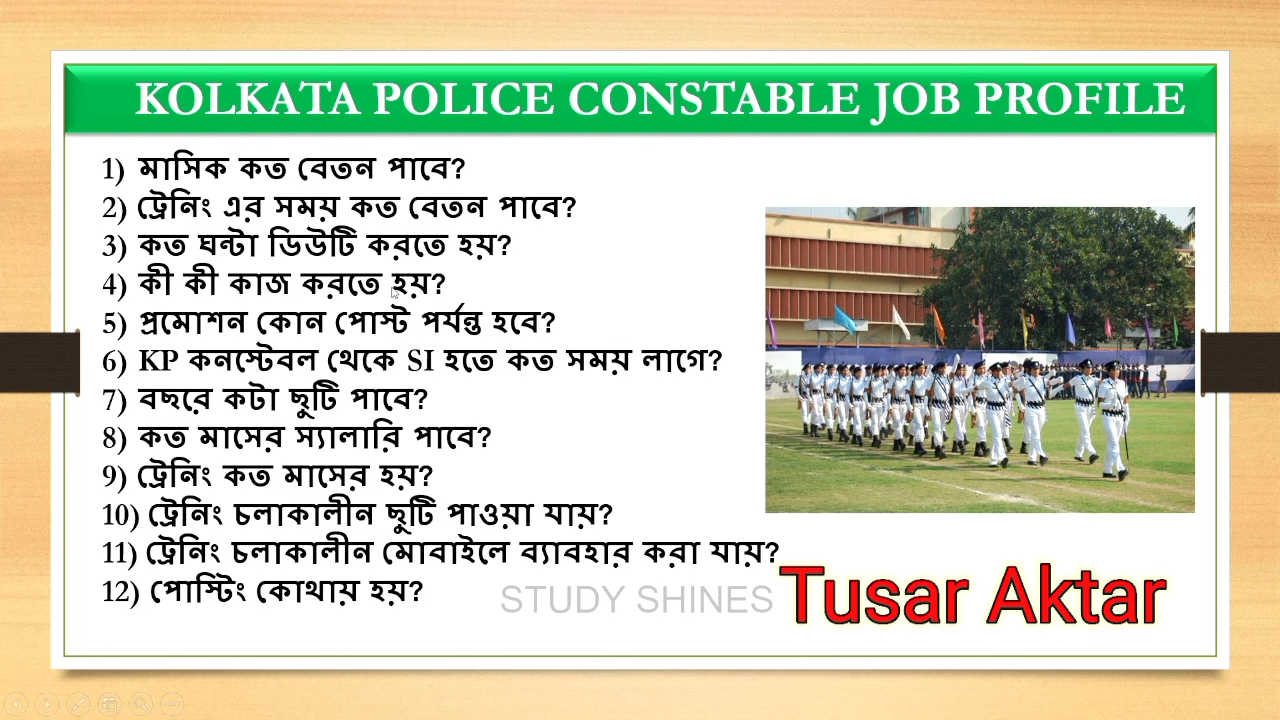 KOLKATA POLICE CONSTABLE JOB PROFILE
1) মাসিক কত বেতন পাবে?
2) ট্রেনিং এর সময় কত বেতন পাবে?
3) কত ঘন্টা ডিউটি করতে হয়?
4) কী কী কাজ করতে হয়?
5) প্রমোশন কোন পোস্ট পর্যন্ত হবে?
6) KP কনস্টেবল থেকে SI হতে কত সময় লাগে?
7) বছরে কটা ছুটি পাবে?
8) কত মাসের স্যালারি পাবে?
9) ট্রেনিং কত মাসের হয়?
10) ট্রেনিং চলাকালীন ছুটি পাওয়া যায়?
11) ট্রেনিং চলাকালীন মোবাইলে ব্যাবহার করা যায়?
12) পোস্টিং কোথায় হয়?
STUDY SHINES
Tusar Aktar